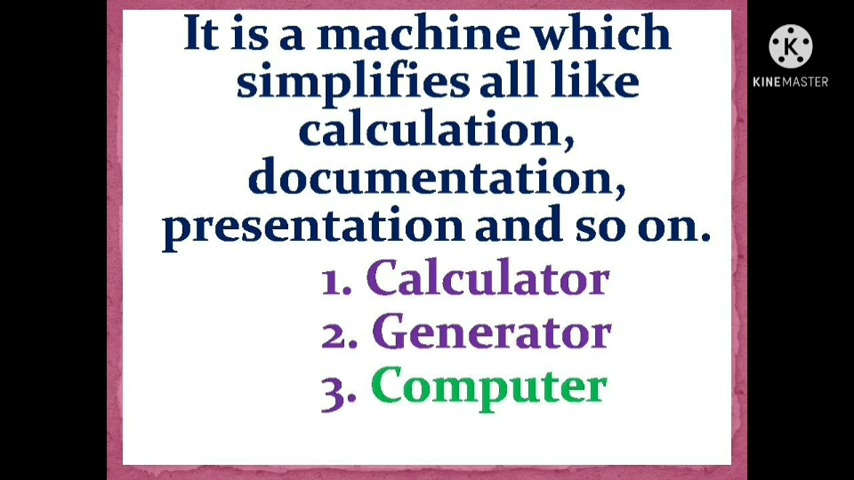 It is a machine which
simplifies all like
calculation,
documentation,
presentation and so on.
1. Calculator
2. Generator
3. Computer
K
KINEMASTER